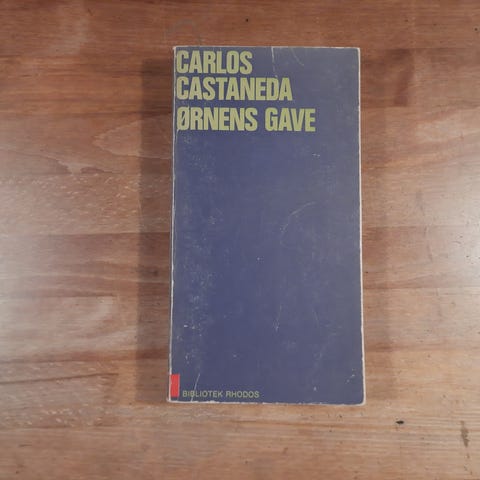 CARLOS
CASTANEDA
ØRNENS GAVE
BIBLIOTEK RHODOS